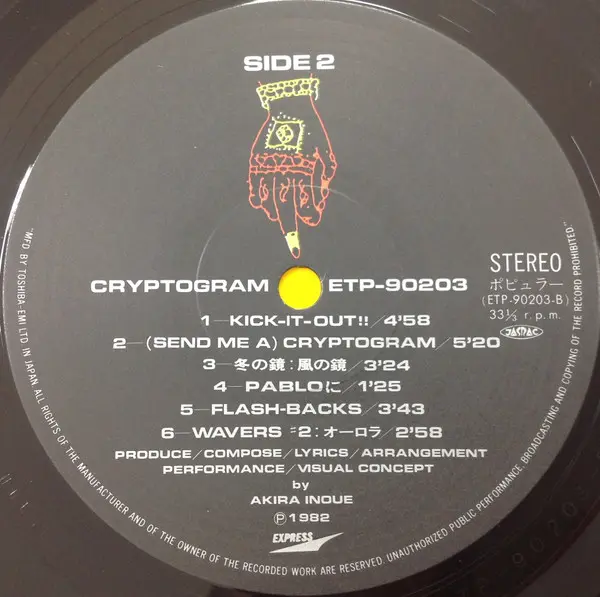 SIDE 2
CRYPTOGRAM ETP-90203
STEREO
ポピュラー
(ETP-90203-B)
33⅓ r.p.m.
JASRAC
1—KICK-IT-OUT!!/4'58
2—(SEND ME A) CRYPTOGRAM/5'20
3—冬の鏡:風の鏡/3'24
4—PABLOに/1'25
5—FLASH-BACKS/3'43
6—WAVERS #2:オーロラ/2'58
PRODUCE/COMPOSE/LYRICS/ARRANGEMENT
PERFORMANCE/VISUAL CONCEPT
by
AKIRA INOUE
Ⓟ1982
EXPRESS
"MFD. BY TOSHIBA-EMI LTD IN JAPAN. ALL RIGHTS OF THE MANUFACTURER AND OF THE OWNER OF THE RECORDED WORK ARE RESERVED. UNAUTHORIZED PUBLIC PERFORMANCE, BROADCASTING AND COPYING OF THE RECORD PROHIBITED."